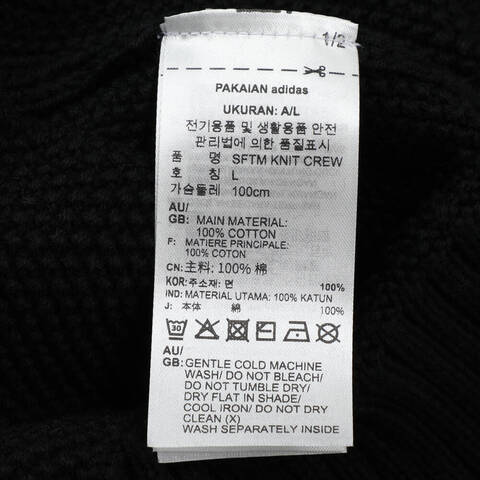 1/2
PAKAIAN adidas
UKURAN: A/L
전기용품 및 생활용품 안전
관리법에 의한 품질표시
품 명 SFTM KNIT CREW
호 칭 L
가슴둘레 100cm
AU/
GB: MAIN MATERIAL:
100% COTTON
F: MATIERE PRINCIPALE:
100% COTON
CN: 主料: 100% 棉
KOR: 주소재: 면 100%
IND: MATERIAL UTAMA: 100% KATUN
J: 本体 綿 100%
30
AU/
GB: GENTLE COLD MACHINE
WASH/ DO NOT BLEACH/
DO NOT TUMBLE DRY/
DRY FLAT IN SHADE/
COOL IRON/ DO NOT DRY
CLEAN (X)
WASH SEPARATELY INSIDE